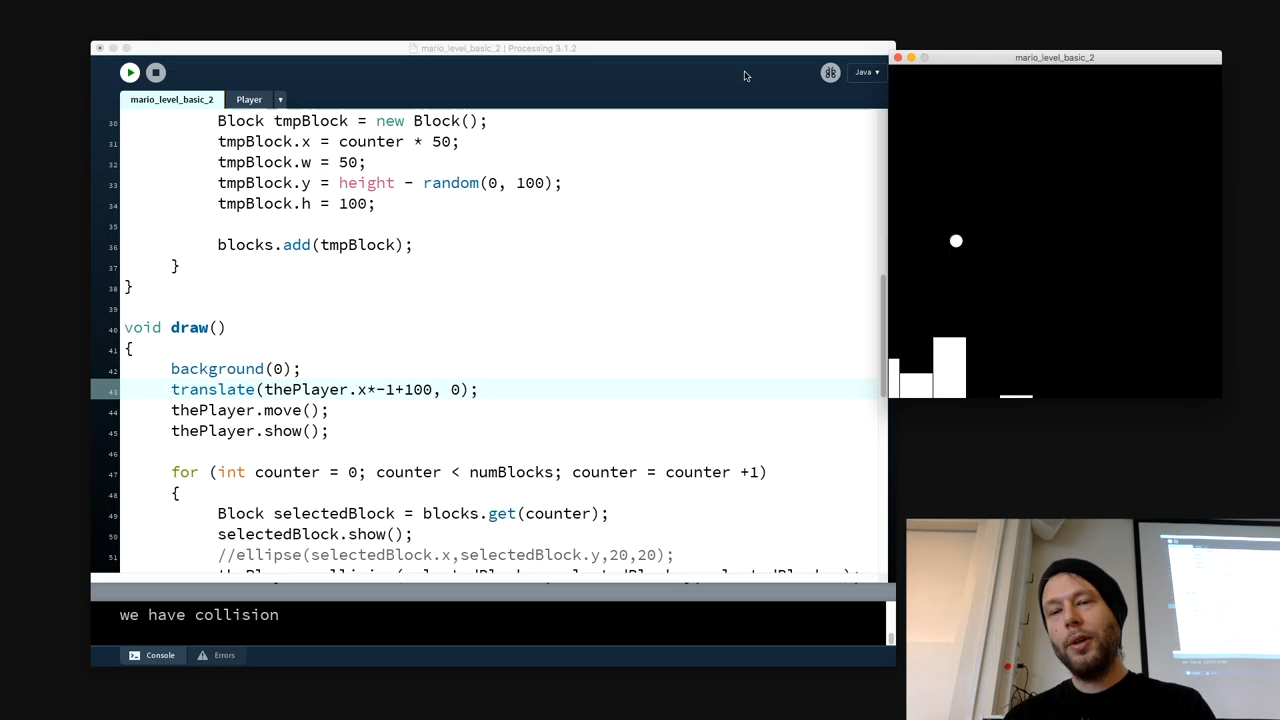 mario_level_basic_2 | Processing 3.1.2
mario_level_basic_2
Java ▾
mario_level_basic_2 Player ▾
30 Block tmpBlock = new Block();
31 tmpBlock.x = counter * 50;
32 tmpBlock.w = 50;
33 tmpBlock.y = height - random(0, 100);
34 tmpBlock.h = 100;
35
36 blocks.add(tmpBlock);
37 }
38 }
39
40 void draw()
41 {
42 background(0);
43 translate(thePlayer.x*-1+100, 0);
44 thePlayer.move();
45 thePlayer.show();
46
47 for (int counter = 0; counter < numBlocks; counter = counter +1)
48 {
49 Block selectedBlock = blocks.get(counter);
50 selectedBlock.show();
51 //ellipse(selectedBlock.x,selectedBlock.y,20,20);
we have collision
Console Errors